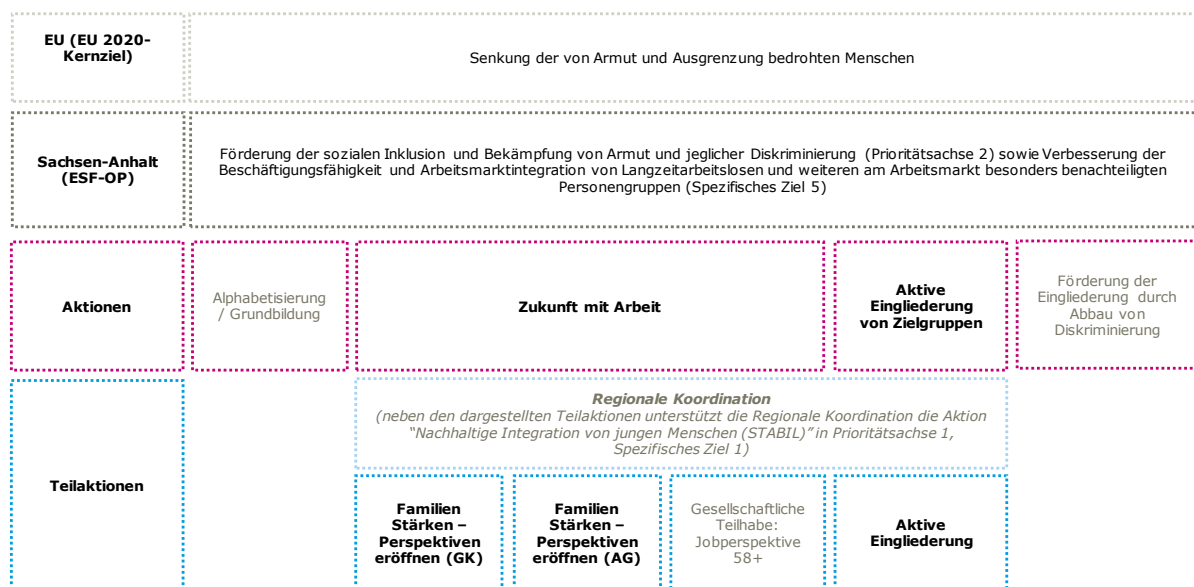 EU (EU 2020-
Kernziel)
Senkung der von Armut und Ausgrenzung bedrohten Menschen
Sachsen-Anhalt
(ESF-OP)
Förderung der sozialen Inklusion und Bekämpfung von Armut und jeglicher Diskriminierung (Prioritätsachse 2) sowie Verbesserung der
Beschäftigungsfähigkeit und Arbeitsmarktintegration von Langzeitarbeitslosen und weiteren am Arbeitsmarkt besonders benachteiligten
Personengruppen (Spezifisches Ziel 5)
Aktionen
Alphabetisierung
/ Grundbildung
Zukunft mit Arbeit
Aktive
Eingliederung
von Zielgruppen
Förderung der
Eingliederung durch
Abbau von
Diskriminierung
Teilaktionen
Regionale Koordination
(neben den dargestellten Teilaktionen unterstützt die Regionale Koordination die Aktion
“Nachhaltige Integration von jungen Menschen (STABIL)” in Prioritätsachse 1,
Spezifisches Ziel 1)
Familien
Stärken –
Perspektiven
eröffnen (GK)
Familien
Stärken –
Perspektiven
eröffnen (AG)
Gesellschaftliche
Teilhabe:
Jobperspektive
58+
Aktive
Eingliederung